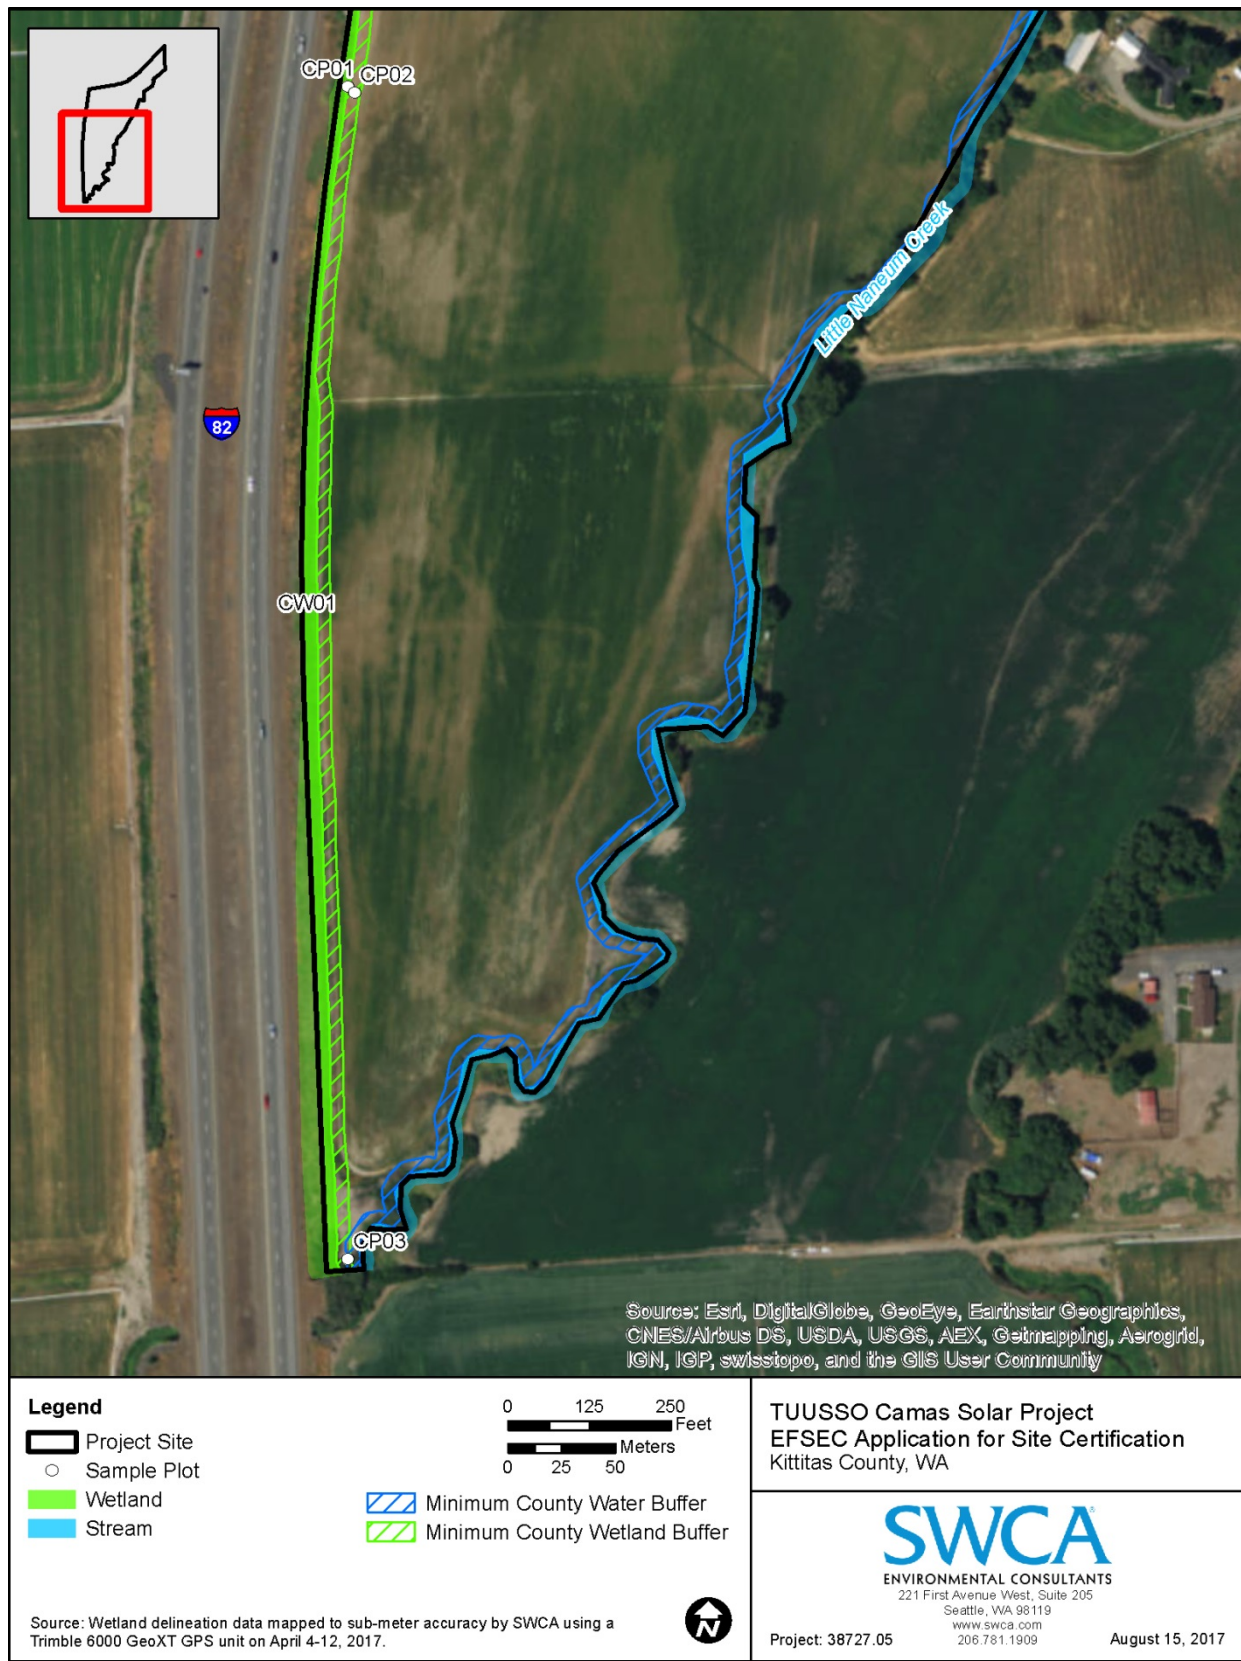 CP01
CP02
Little Naneum Creek
82
CW01
CP03
Source: Esri, DigitalGlobe, GeoEye, Earthstar Geographics,
CNES/Airbus DS, USDA, USGS, AEX, Getmapping, Aerogrid,
IGN, IGP, swisstopo, and the GIS User Community
Legend
Project Site
Sample Plot
Wetland
Stream
0 125 250
Feet
Meters
0 25 50
Minimum County Water Buffer
Minimum County Wetland Buffer
Source: Wetland delineation data mapped to sub-meter accuracy by SWCA using a
Trimble 6000 GeoXT GPS unit on April 4-12, 2017.
N
TUUSSO Camas Solar Project
EFSEC Application for Site Certification
Kittitas County, WA
SWCA®
ENVIRONMENTAL CONSULTANTS
221 First Avenue West, Suite 205
Seattle, WA 98119
www.swca.com
206.781.1909
Project: 38727.05
August 15, 2017